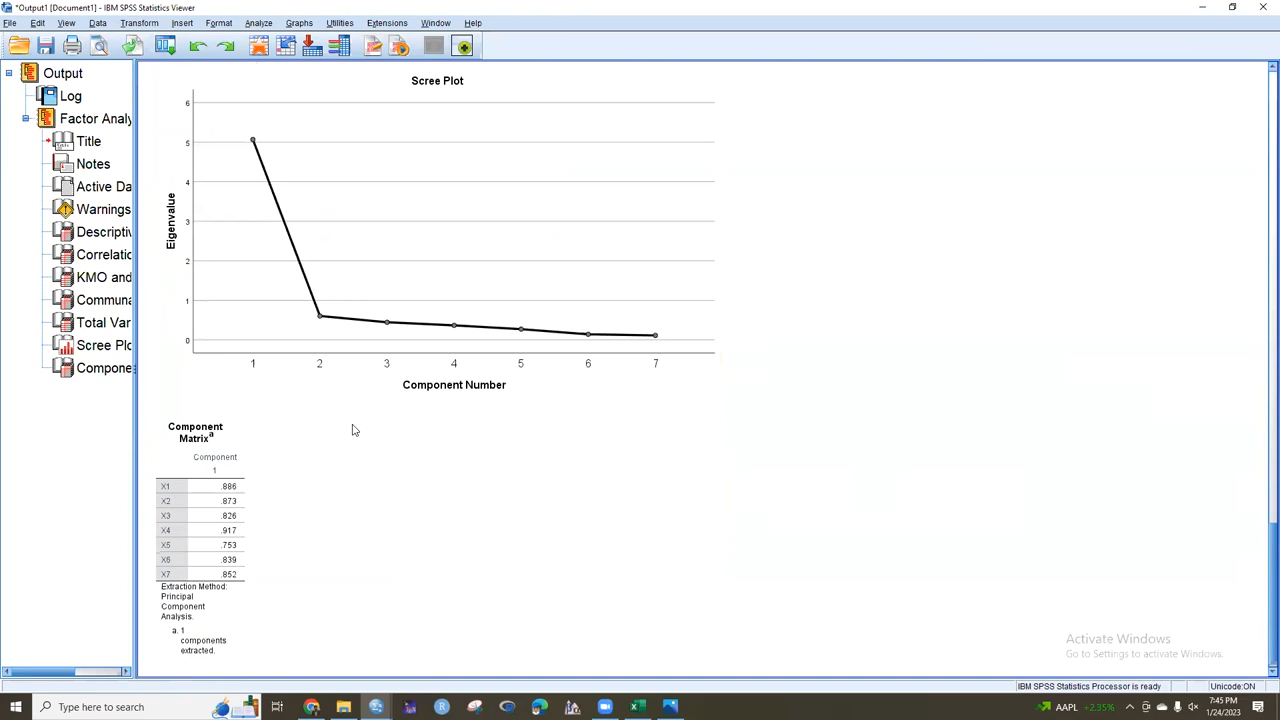 *Output1 [Document1] - IBM SPSS Statistics Viewer
File Edit View Data Transform Insert Format Analyze Graphs Utilities Extensions Window Help
Output
Log
Factor Analy
Title
Notes
Active Da
Warnings
Descriptiv
Correlatio
KMO and
Communa
Total Var
Scree Plo
Compone
Scree Plot
6
5
4
3
2
1
0
Eigenvalue
1 2 3 4 5 6 7
Component Number
Component
Matrixa
Component
1
X1 .886
X2 .873
X3 .826
X4 .917
X5 .753
X6 .839
X7 .852
Extraction Method:
Principal
Component
Analysis.
a. 1
components
extracted.
Activate Windows
Go to Settings to activate Windows.
IBM SPSS Statistics Processor is ready Unicode:ON
Type here to search
AAPL +2.35%
7:45 PM
1/24/2023